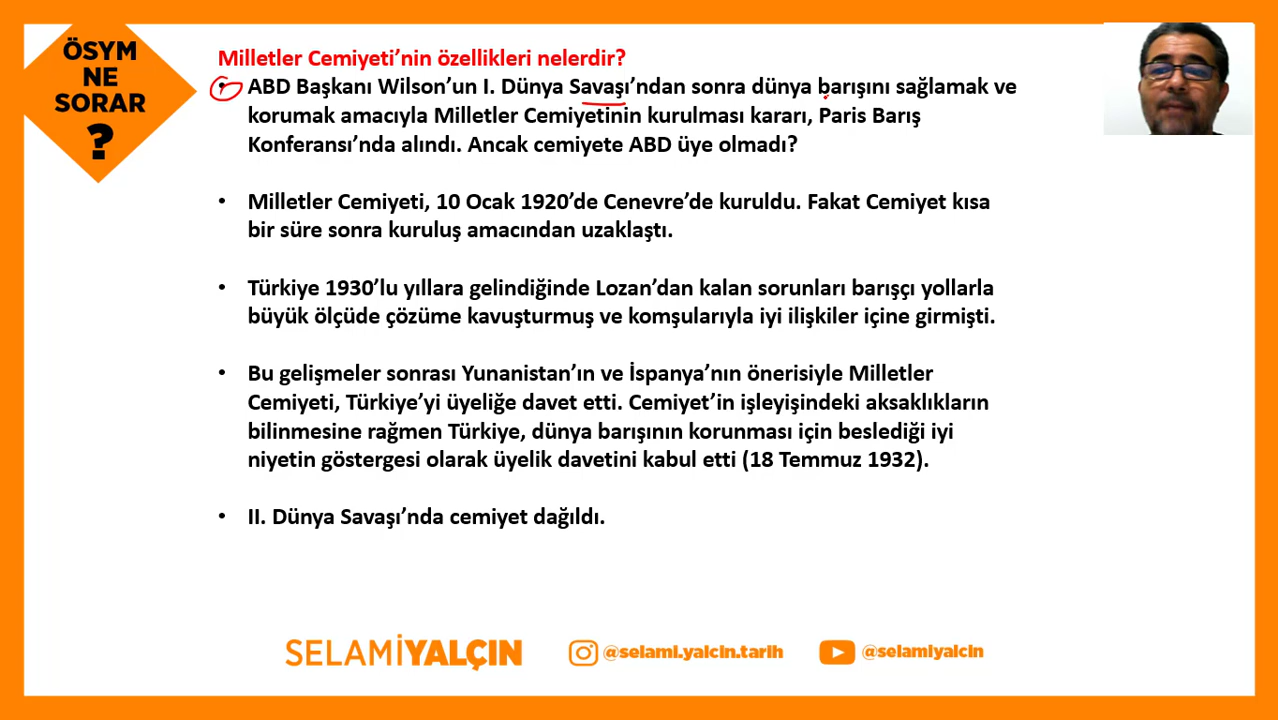 ÖSYM
NE
SORAR
?
Milletler Cemiyeti’nin özellikleri nelerdir?
• ABD Başkanı Wilson’un I. Dünya Savaşı’ndan sonra dünya barışını sağlamak ve
korumak amacıyla Milletler Cemiyetinin kurulması kararı, Paris Barış
Konferansı’nda alındı. Ancak cemiyete ABD üye olmadı?
• Milletler Cemiyeti, 10 Ocak 1920’de Cenevre’de kuruldu. Fakat Cemiyet kısa
bir süre sonra kuruluş amacından uzaklaştı.
• Türkiye 1930’lu yıllara gelindiğinde Lozan’dan kalan sorunları barışçı yollarla
büyük ölçüde çözüme kavuşturmuş ve komşularıyla iyi ilişkiler içine girmişti.
• Bu gelişmeler sonrası Yunanistan’ın ve İspanya’nın önerisiyle Milletler
Cemiyeti, Türkiye’yi üyeliğe davet etti. Cemiyet’in işleyişindeki aksaklıkların
bilinmesine rağmen Türkiye, dünya barışının korunması için beslediği iyi
niyetin göstergesi olarak üyelik davetini kabul etti (18 Temmuz 1932).
• II. Dünya Savaşı’nda cemiyet dağıldı.
SELAMİYALÇIN @selami.yalcin.tarih @selamiyalcin